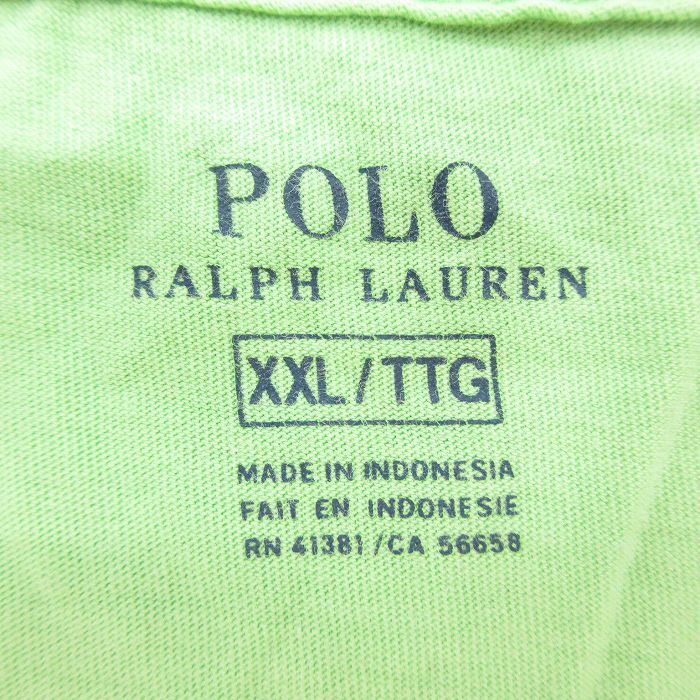 POLO
RALPH LAUREN
XXL/TTG
MADE IN INDONESIA
FAIT EN INDONESIE
RN 41381 /CA 56658